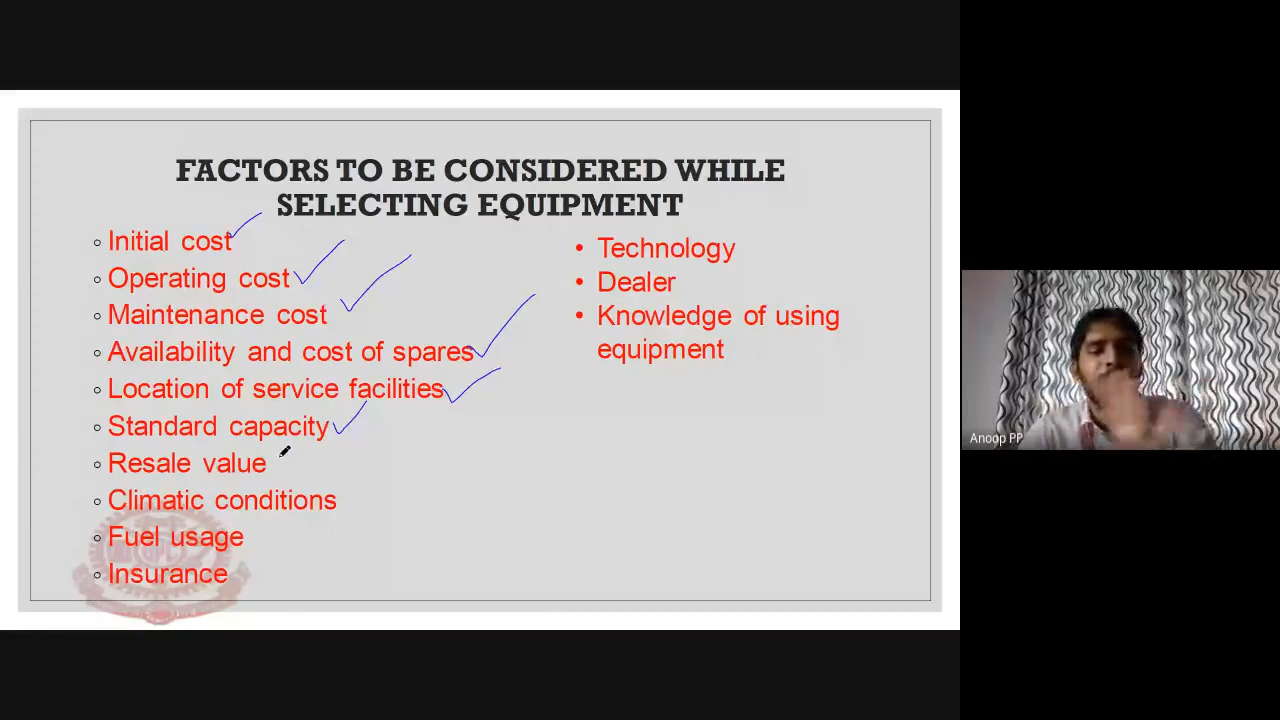 FACTORS TO BE CONSIDERED WHILE
SELECTING EQUIPMENT
Initial cost
Operating cost
Maintenance cost
Availability and cost of spares
Location of service facilities
Standard capacity
Resale value
Climatic conditions
Fuel usage
Insurance
Technology
Dealer
Knowledge of using
equipment
Anoop PP